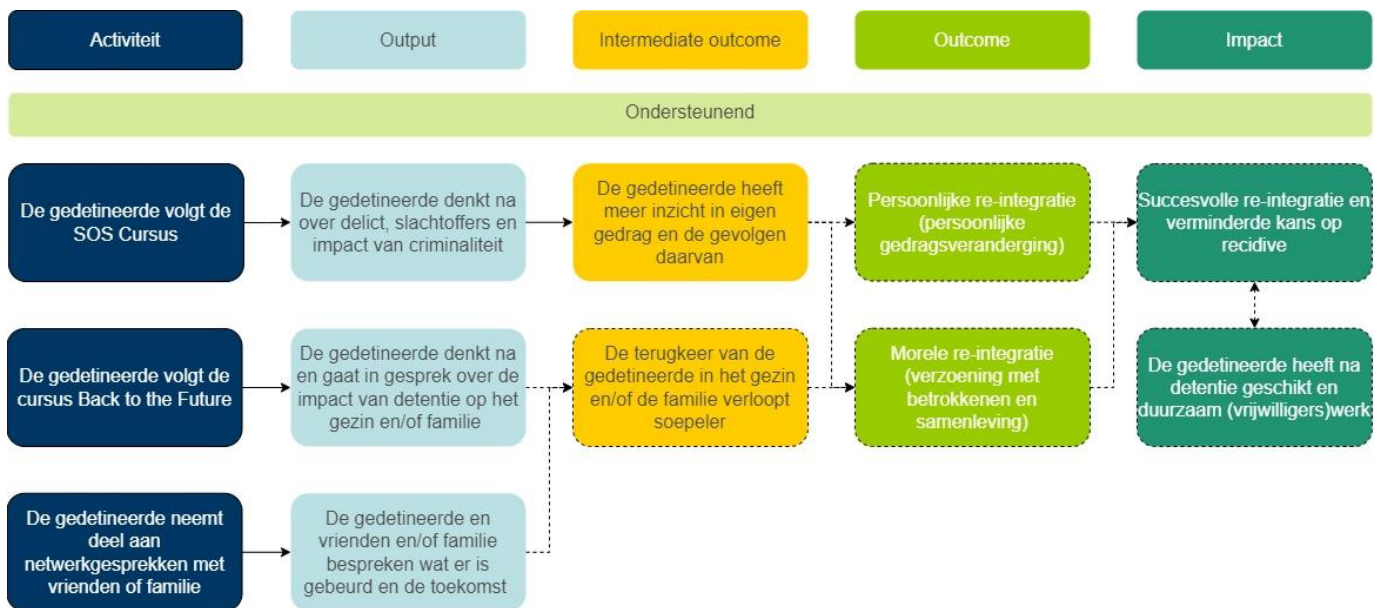 Activiteit
Output
Intermediate outcome
Outcome
Impact
Ondersteunend
De gedetineerde volgt de
SOS Cursus
De gedetineerde denkt na
over delict, slachtoffers en
impact van criminaliteit
De gedetineerde heeft
meer inzicht in eigen
gedrag en de gevolgen
daarvan
Persoonlijke re-integratie
(persoonlijke
gedragsveranderging)
Succesvolle re-integratie en
verminderde kans op
recidive
De gedetineerde volgt de
cursus Back to the Future
De gedetineerde denkt na
en gaat in gesprek over de
impact van detentie op het
gezin en/of familie
De terugkeer van de
gedetineerde in het gezin
en/of de familie verloopt
soepeler
Morele re-integratie
(verzoening met
betrokkenen en
samenleving)
De gedetineerde heeft na
detentie geschikt en
duurzaam (vrijwilligers)werk
De gedetineerde neemt
deel aan
netwerkgesprekken met
vrienden of familie
De gedetineerde en
vrienden en/of familie
bespreken wat er is
gebeurd en de toekomst